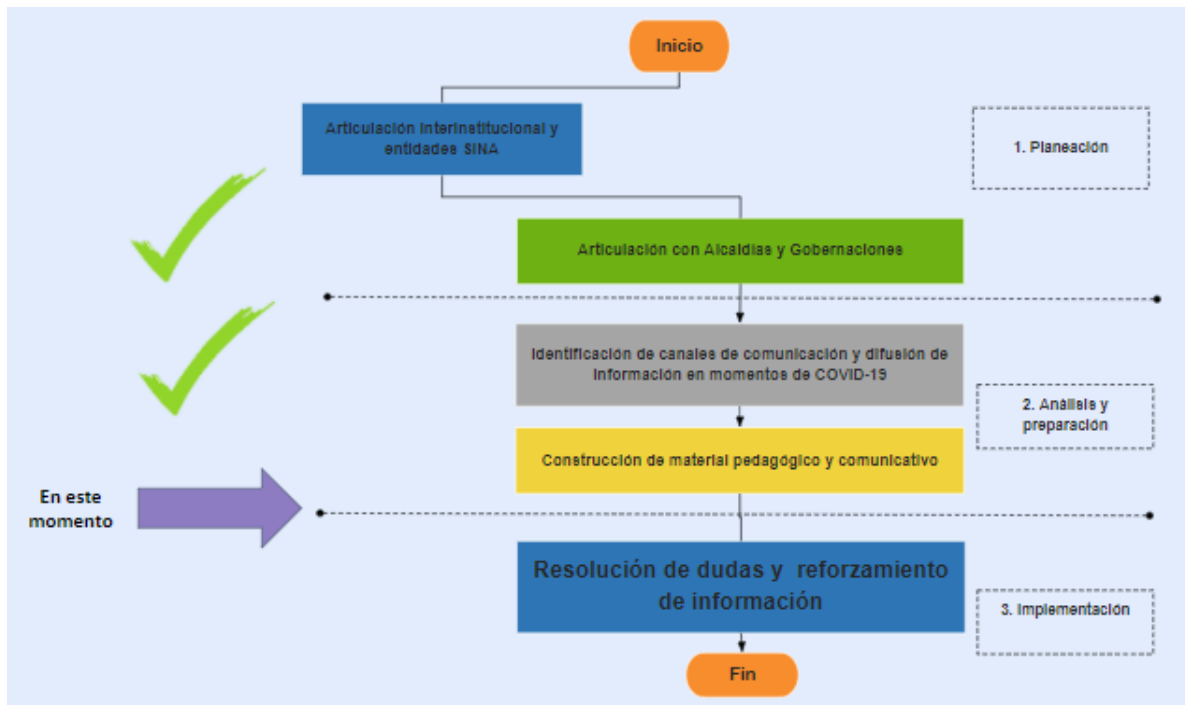 Inicio
Articulación Interinstitucional y
entidades SINA
1. Planeación
Articulación con Alcaldías y Gobernaciones
Identificación de canales de comunicación y difusión de
Información en momentos de COVID-19
2. Análisis y
preparación
Construcción de material pedagógico y comunicativo
En este
momento
Resolución de dudas y reforzamiento
de información
3. Implementación
Fin